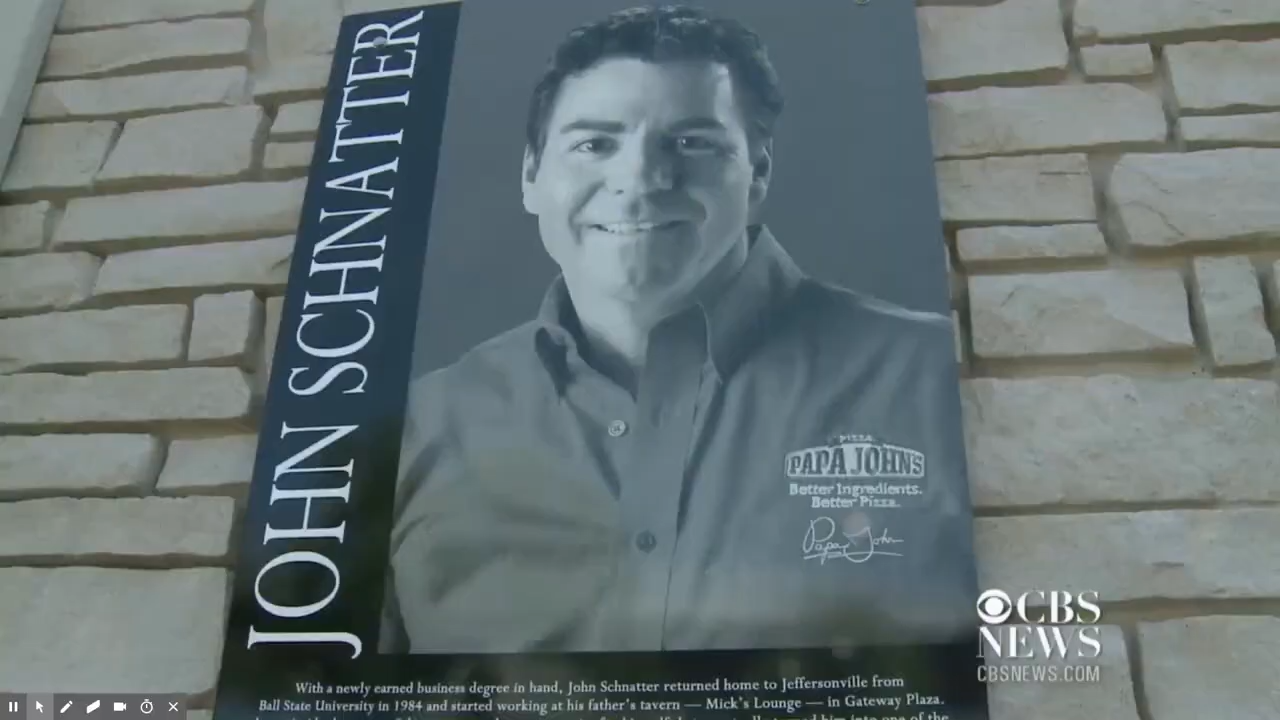 JOHN SCHNATTER
PIZZA
PAPA JOHN'S
Better Ingredients.
Better Pizza.
Papa John
CBS
NEWS
CBSNEWS.COM
With a newly earned business degree in hand, John Schnatter returned home to Jeffersonville from
Ball State University in 1984 and started working at his father's tavern — Mick's Lounge — in Gateway Plaza.